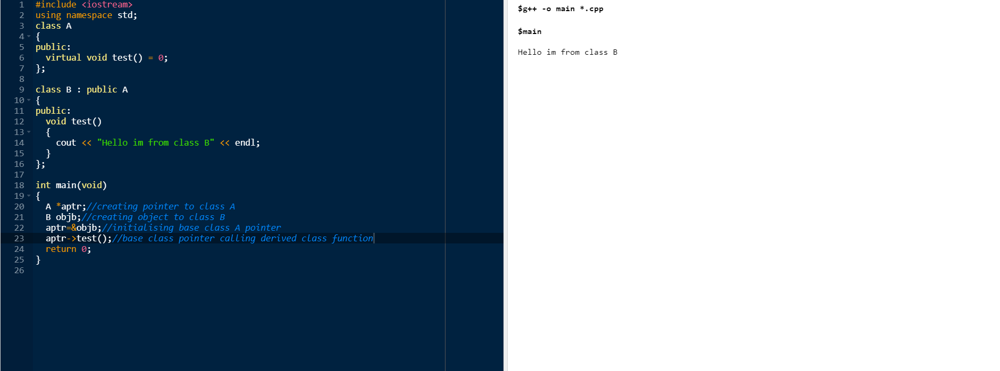 1 #include <iostream>
2 using namespace std;
3 class A
4 {
5 public:
6   virtual void test() = 0;
7 };
8
9 class B : public A
10 {
11 public:
12   void test()
13   {
14     cout << "Hello im from class B" << endl;
15   }
16 };
17
18 int main(void)
19 {
20   A *aptr;//creating pointer to class A
21   B objb;//creating object to class B
22   aptr=&objb;//initialising base class A pointer
23   aptr->test();//base class pointer calling derived class function
24   return 0;
25 }
26
$g++ -o main *.cpp
$main
Hello im from class B